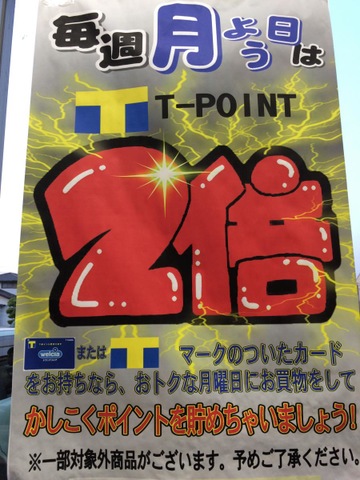 毎週月よう日は
T T-POINT
2倍
welcia
または T マークのついたカード
をお持ちなら、おトクな月曜日にお買物をして
かしこくポイントを貯めちゃいましょう!
※一部対象外商品がございます。予めご了承ください。